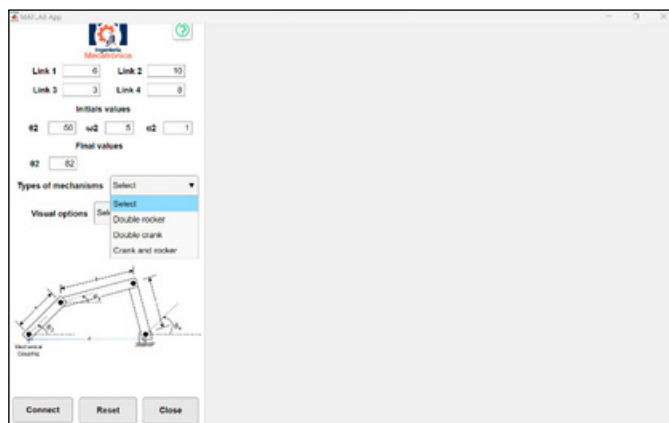 MATLAB App
Ingeniería
Mecatrónica
Link 1 6 Link 2 10
Link 3 3 Link 4 8
Initials values
θ2 50 ω2 5 α2 1
Final values
θ2 82
Types of mechanisms Select
Select
Visual options Sele
Double rocker
Double crank
Crank and rocker
Mechanical
Coupling
Connect Reset Close